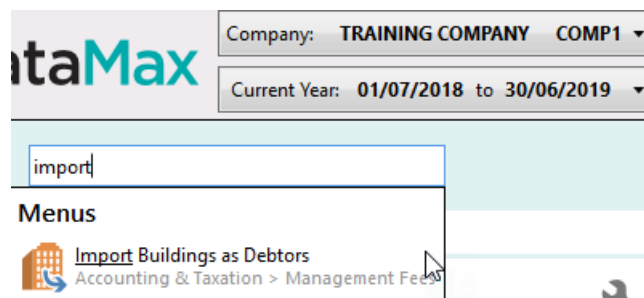 ataMax
Company: TRAINING COMPANY COMP1
Current Year: 01/07/2018 to 30/06/2019
import
Menus
Import Buildings as Debtors
Accounting & Taxation > Management Fees